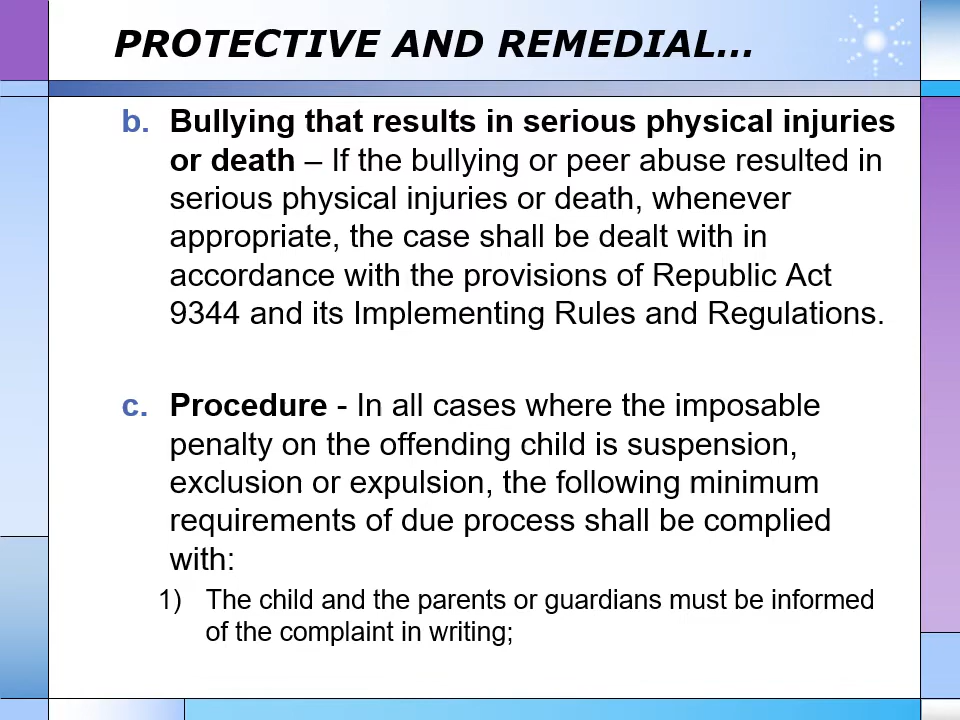 PROTECTIVE AND REMEDIAL…
b. Bullying that results in serious physical injuries
or death – If the bullying or peer abuse resulted in
serious physical injuries or death, whenever
appropriate, the case shall be dealt with in
accordance with the provisions of Republic Act
9344 and its Implementing Rules and Regulations.
c. Procedure - In all cases where the imposable
penalty on the offending child is suspension,
exclusion or expulsion, the following minimum
requirements of due process shall be complied
with:
1) The child and the parents or guardians must be informed
of the complaint in writing;